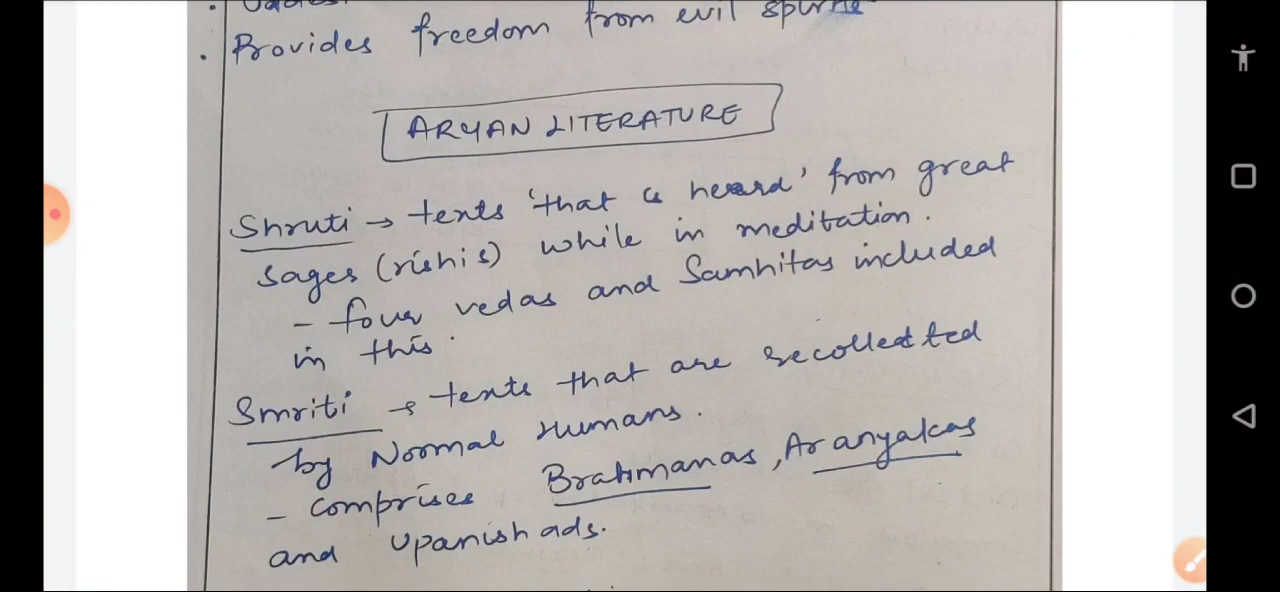 . Provides freedom from evil
ARYAN LITERATURE
Shruti → texts 'that is heard' from great
sages (rishis) while in meditation.
- four vedas and Samhitas included
in this.
Smriti → texts that are recollected
by Normal Humans.
- comprises Brahmanas, Aranyakas
and Upanishads.